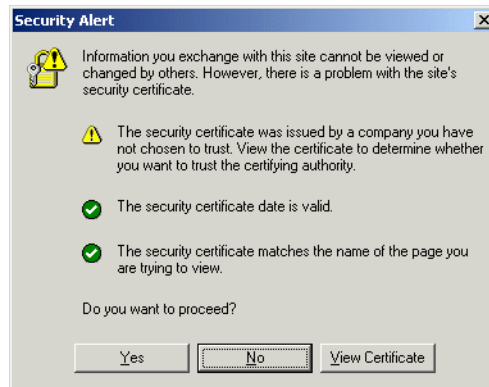 Security Alert
Information you exchange with this site cannot be viewed or
changed by others. However, there is a problem with the site's
security certificate.
The security certificate was issued by a company you have
not chosen to trust. View the certificate to determine whether
you want to trust the certifying authority.
The security certificate date is valid.
The security certificate matches the name of the page you
are trying to view.
Do you want to proceed?
Yes
No
View Certificate